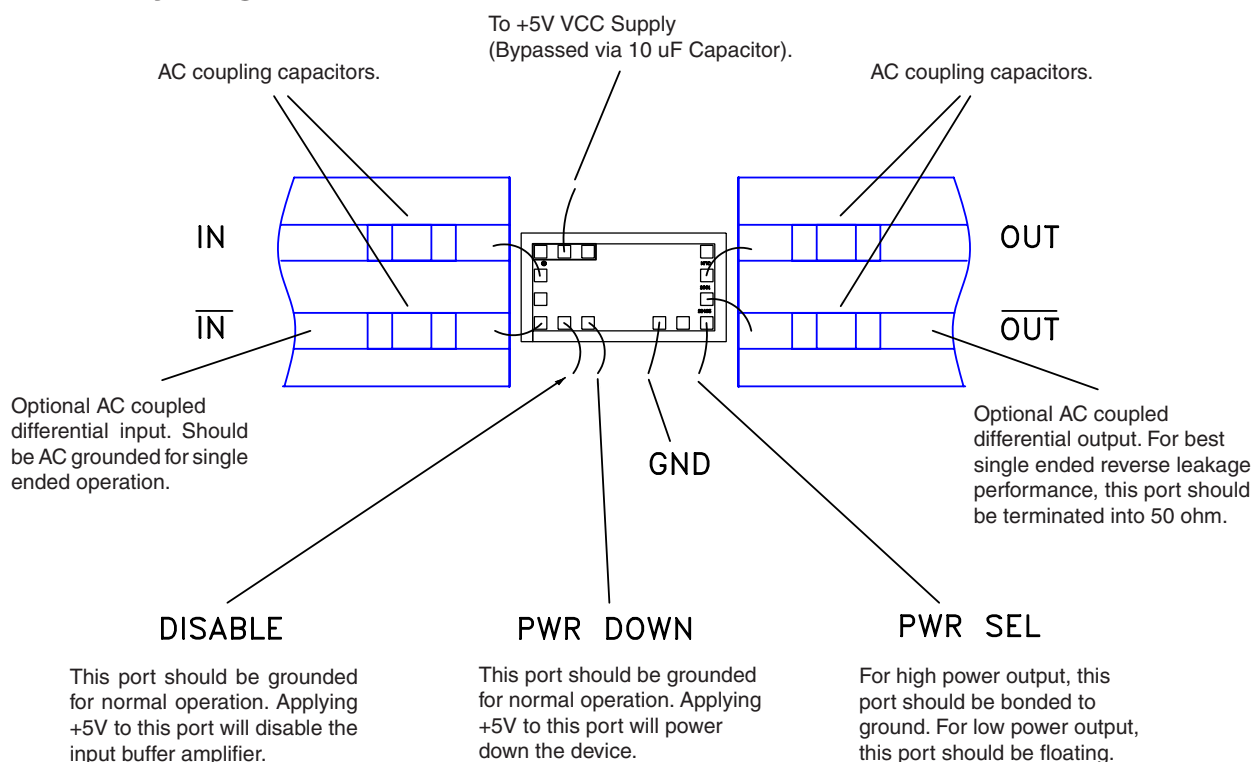 To +5V VCC Supply
(Bypassed via 10 uF Capacitor).
AC coupling capacitors.
AC coupling capacitors.
IN
OUT
I̅N̅
O̅U̅T̅
Optional AC coupled
differential input. Should
be AC grounded for single
ended operation.
GND
Optional AC coupled
differential output. For best
single ended reverse leakage
performance, this port should
be terminated into 50 ohm.
DISABLE
This port should be grounded
for normal operation. Applying
+5V to this port will disable the
input buffer amplifier.
PWR DOWN
This port should be grounded
for normal operation. Applying
+5V to this port will power
down the device.
PWR SEL
For high power output, this
port should be bonded to
ground. For low power output,
this port should be floating.